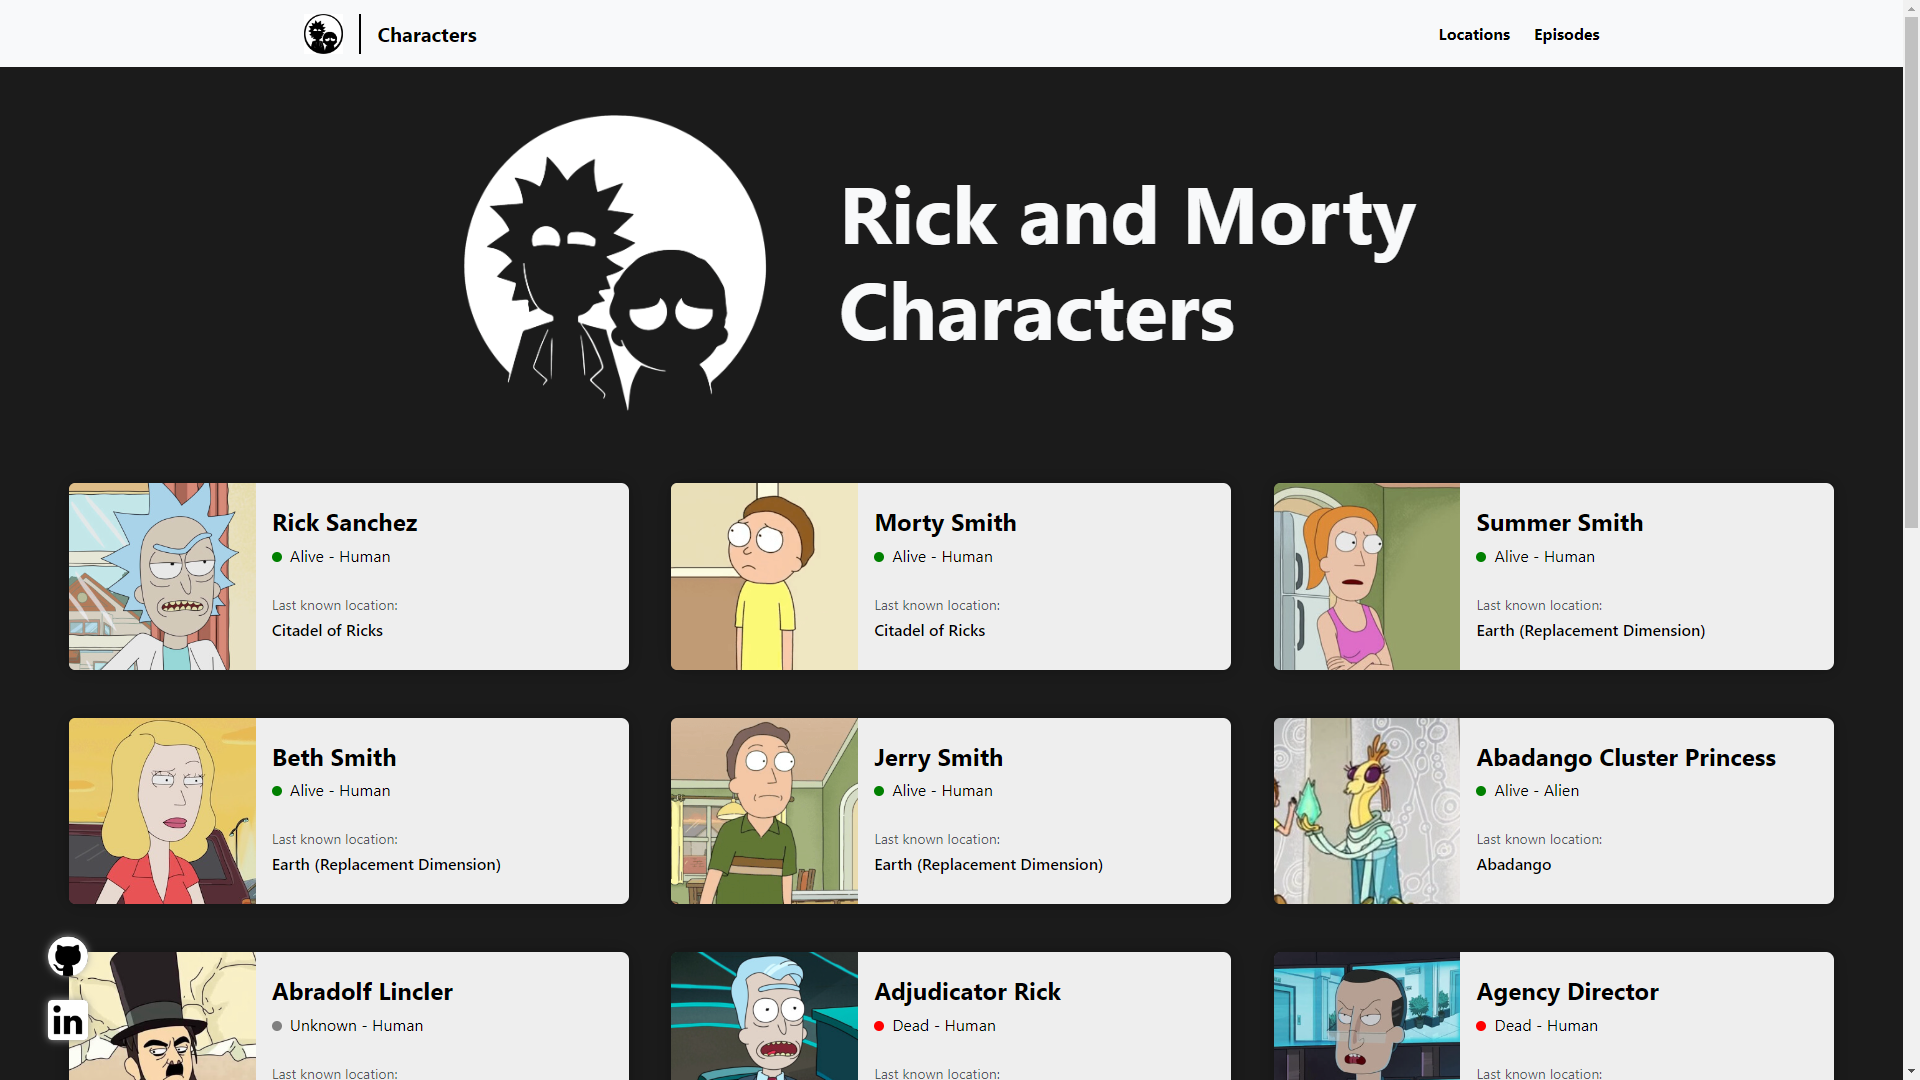 Characters
Locations
Episodes
Rick and Morty
Characters
Rick Sanchez
Alive - Human
Last known location:
Citadel of Ricks
Morty Smith
Alive - Human
Last known location:
Citadel of Ricks
Summer Smith
Alive - Human
Last known location:
Earth (Replacement Dimension)
Beth Smith
Alive - Human
Last known location:
Earth (Replacement Dimension)
Jerry Smith
Alive - Human
Last known location:
Earth (Replacement Dimension)
Abadango Cluster Princess
Alive - Alien
Last known location:
Abadango
in
Abradolf Lincler
Unknown - Human
Last known location:
Adjudicator Rick
Dead - Human
Last known location:
Agency Director
Dead - Human
Last known location: